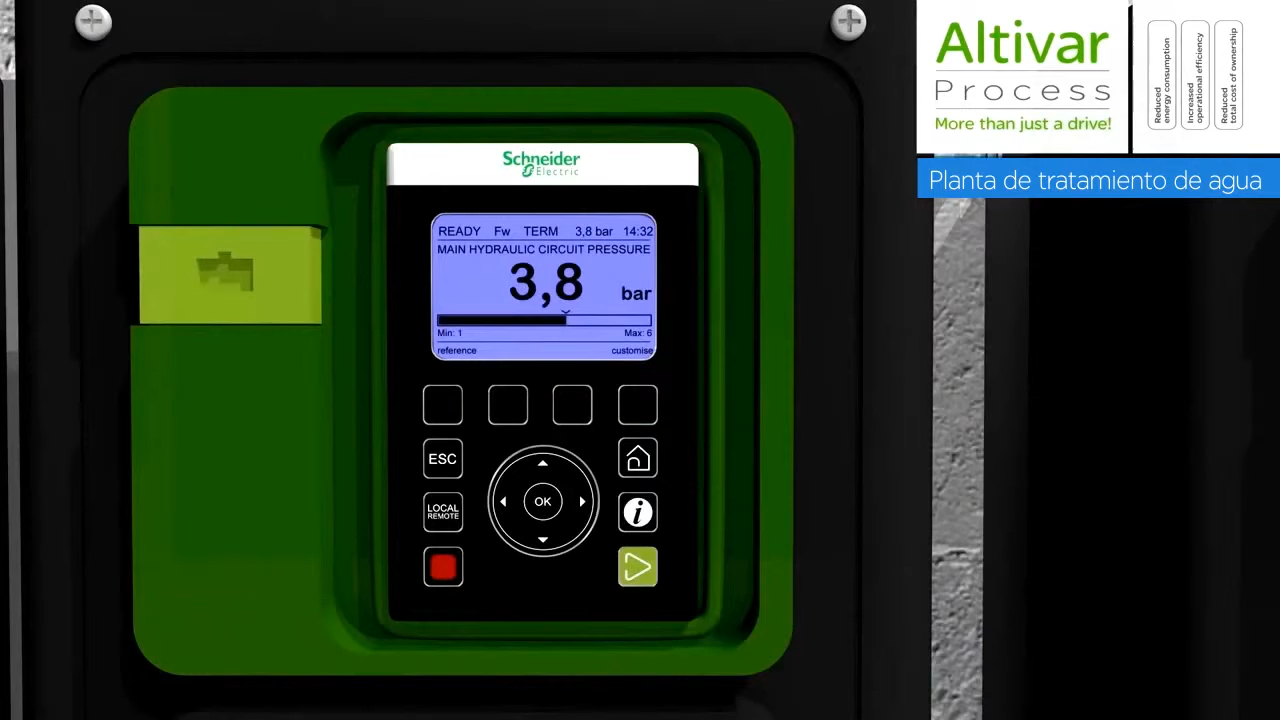 Altivar
Process
More than just a drive!
Reduced
energy consumption
Increased
operational efficiency
Reduced
total cost of ownership
Planta de tratamiento de agua
Schneider
Electric
READY Fw TERM 3,8 bar 14:32
MAIN HYDRAULIC CIRCUIT PRESSURE
3,8 bar
Min: 1 Max: 6
reference customise
ESC
OK
LOCAL
REMOTE
i